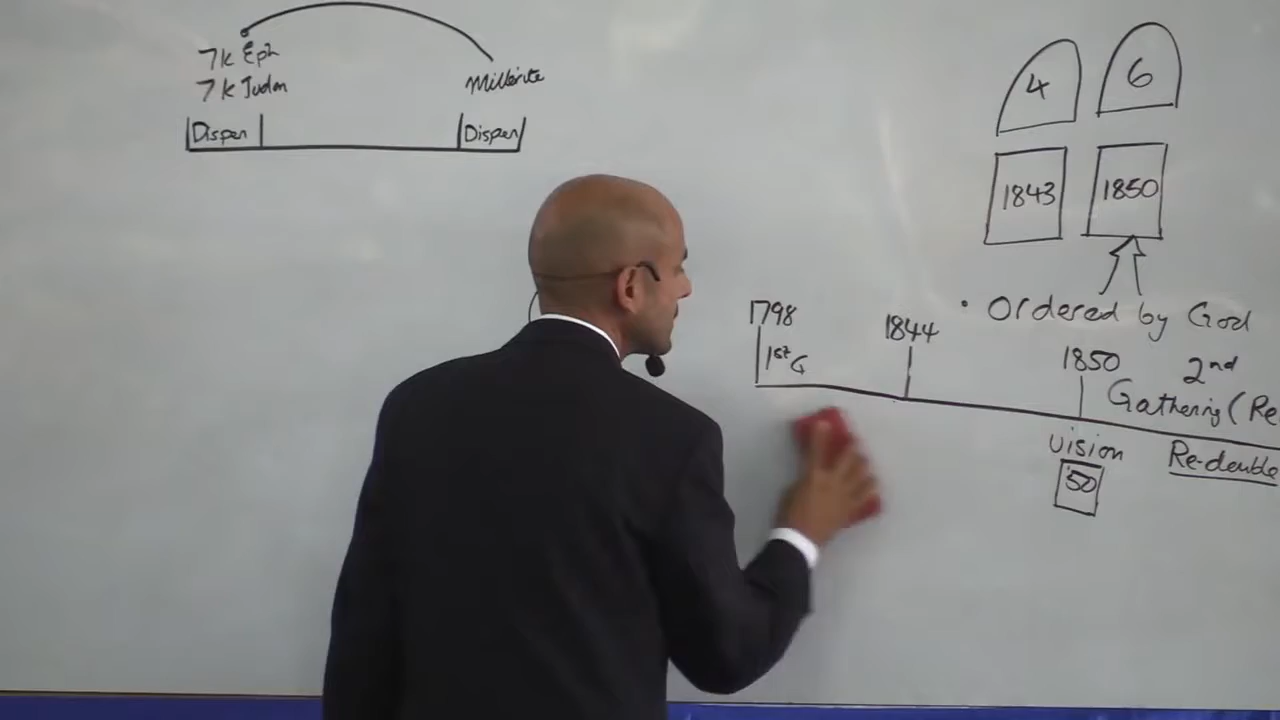 7k Eph
7k Judah
Millerite
Dispen
Dispen
4
6
1843
1850
• Ordered by God
1798
1st G
1844
1850
2nd
Gathering (Re
vision
'50
Re-double